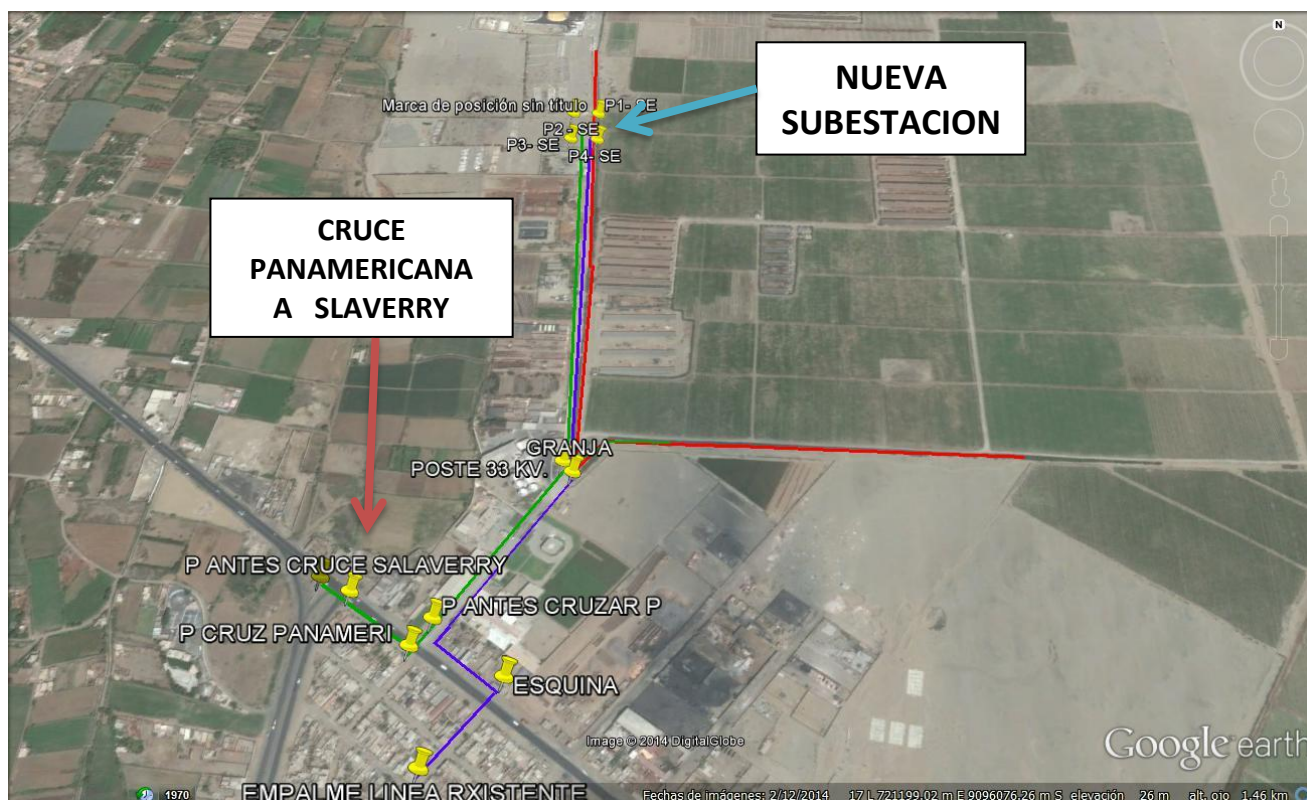 N
NUEVA
SUBESTACION
Marca de posición sin título
P1- SE
P2 - SE
P3- SE
P4- SE
CRUCE
PANAMERICANA
A SLAVERRY
GRANJA
POSTE 33 KV.
P ANTES CRUCE SALAVERRY
P ANTES CRUZAR P
P CRUZ PANAMERI
ESQUINA
Image © 2014 DigitalGlobe
Google earth
EMPALME LINEA RXISTENTE
1970
Fechas de imágenes: 2/12/2014 17 L 721199.02 m E 9096076.26 m S elevación 26 m alt. ojo 1.46 km